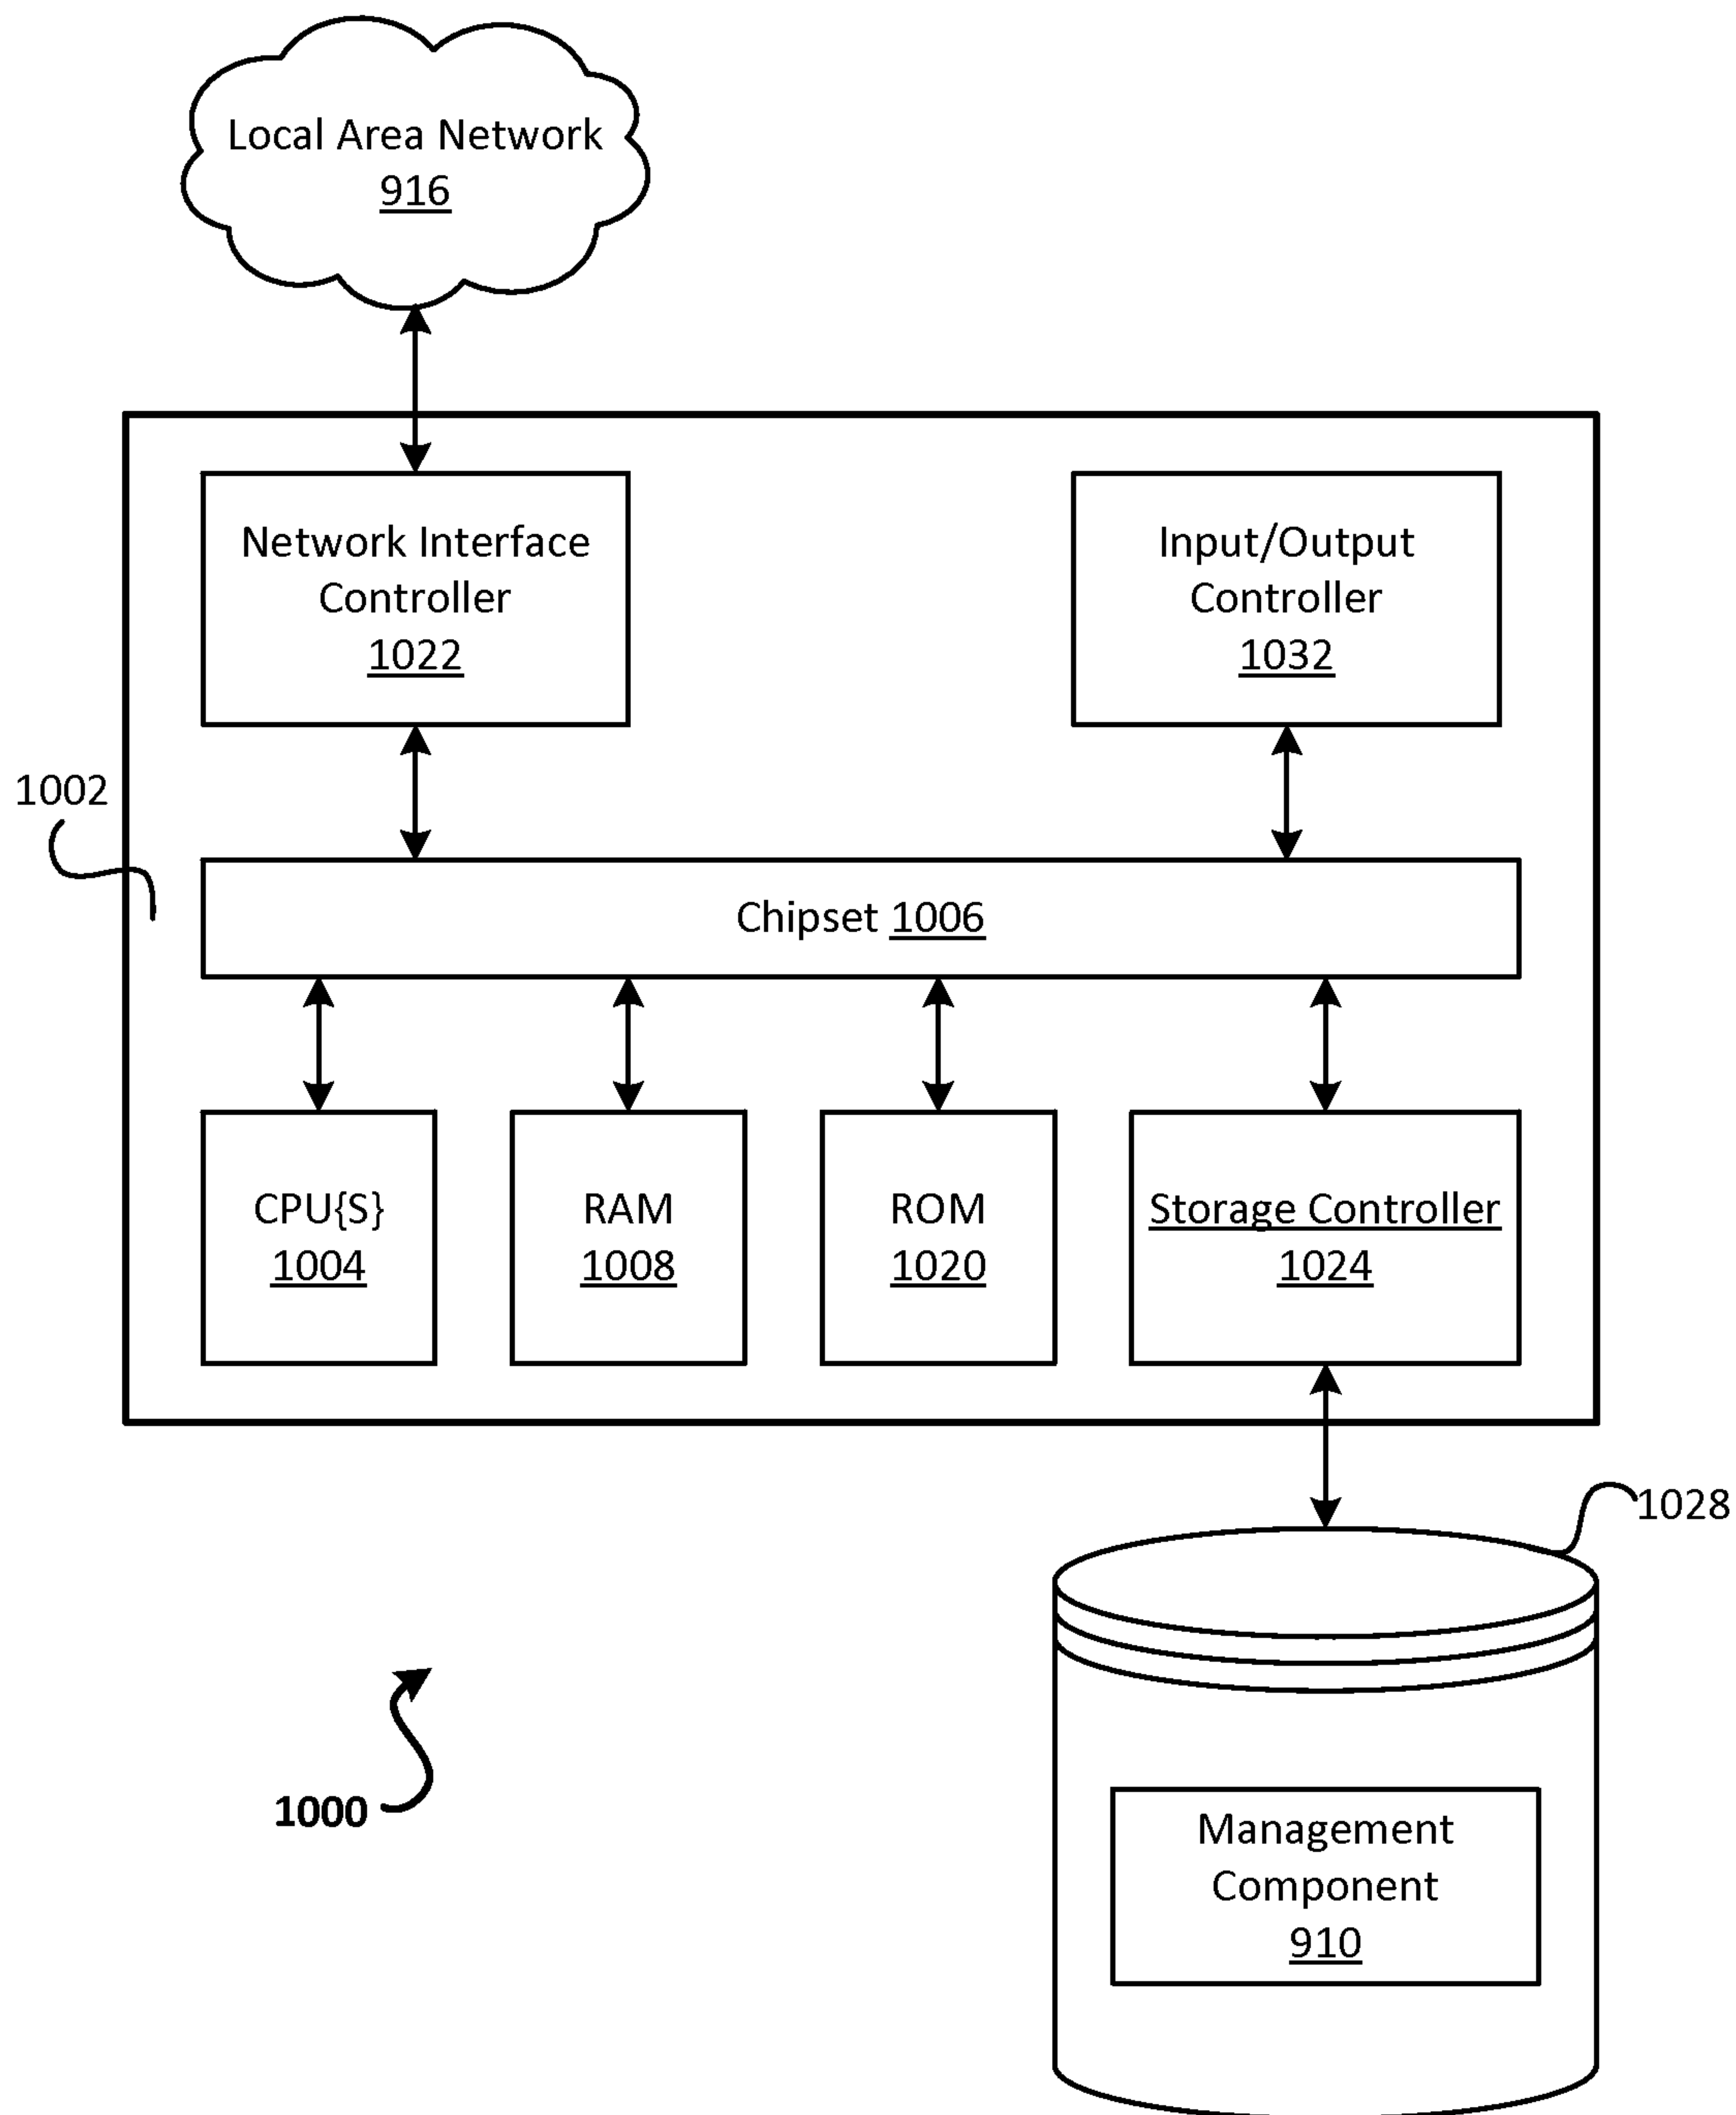 Local Area Network
916
Network Interface
Controller
1022
Input/Output
Controller
1032
1002
Chipset 1006
CPU{S}
1004
RAM
1008
ROM
1020
Storage Controller
1024
1028
1000
Management
Component
910